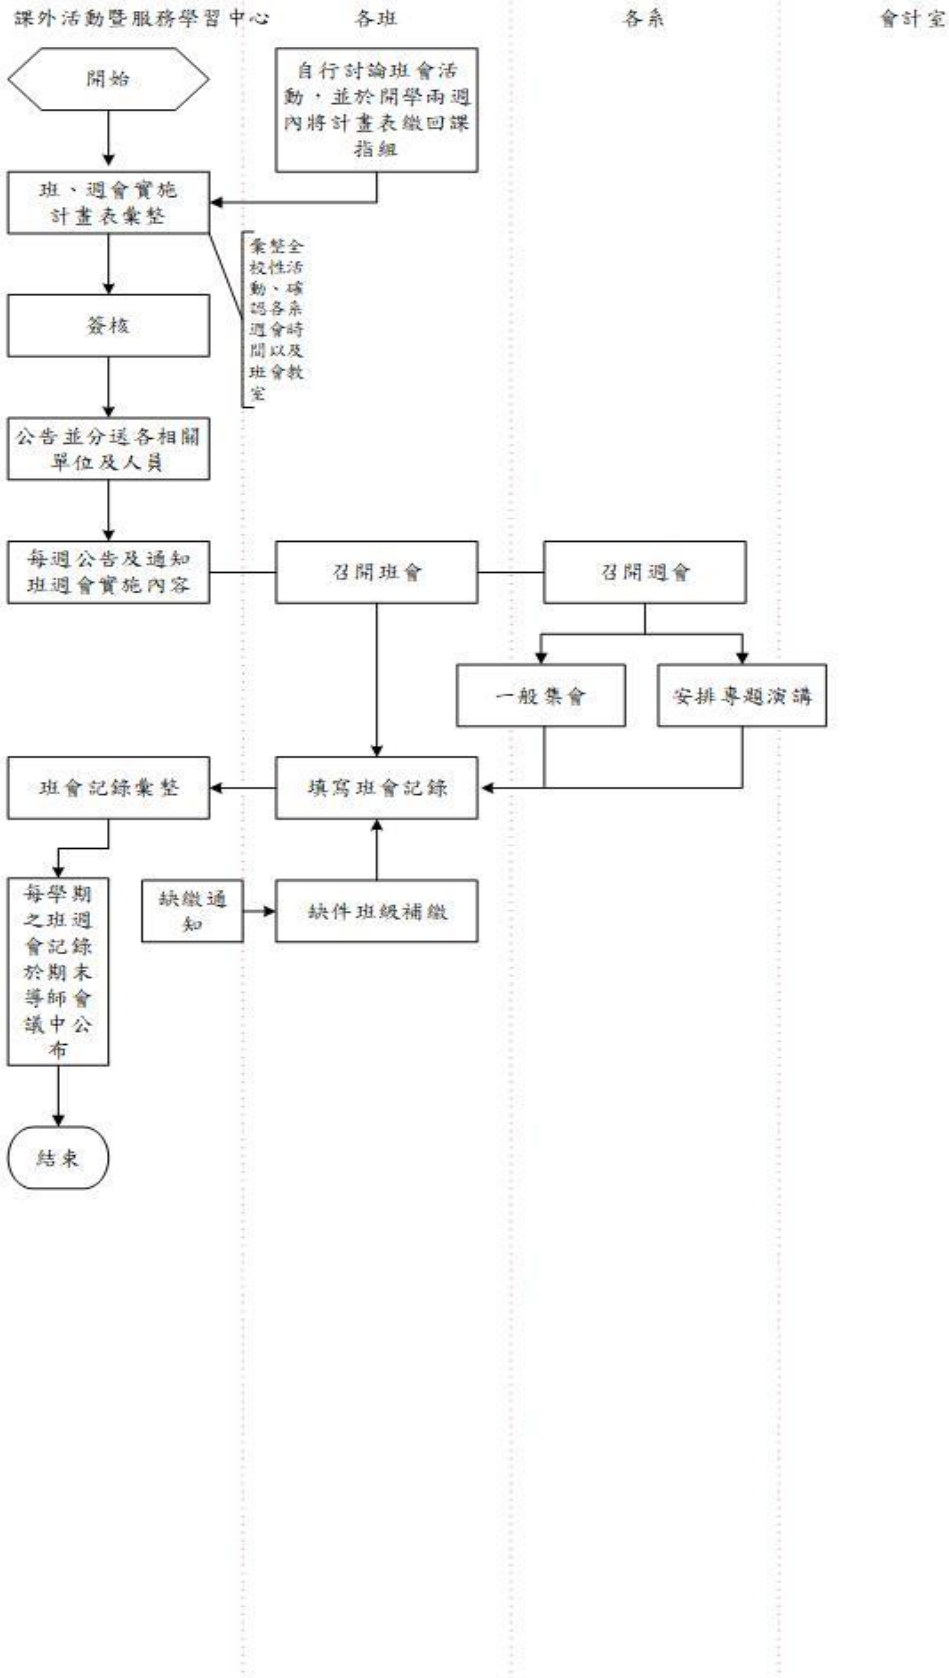 課外活動暨服務學習中心
各班
各系
會計室
開始
自行討論班會活
動，並於開學兩週
內將計畫表繳回課
指組
班、週會實施
計畫表彙整
彙整全
校性活
動、確
認各系
週會時
間以及
班會教
室
簽核
公告並分送各相關
單位及人員
每週公告及通知
班週會實施內容
召開班會
召開週會
一般集會
安排專題演講
班會記錄彙整
填寫班會記錄
每學期
之班週
會記錄
於期末
導師會
議中公
布
缺繳通
知
缺件班級補繳
結束